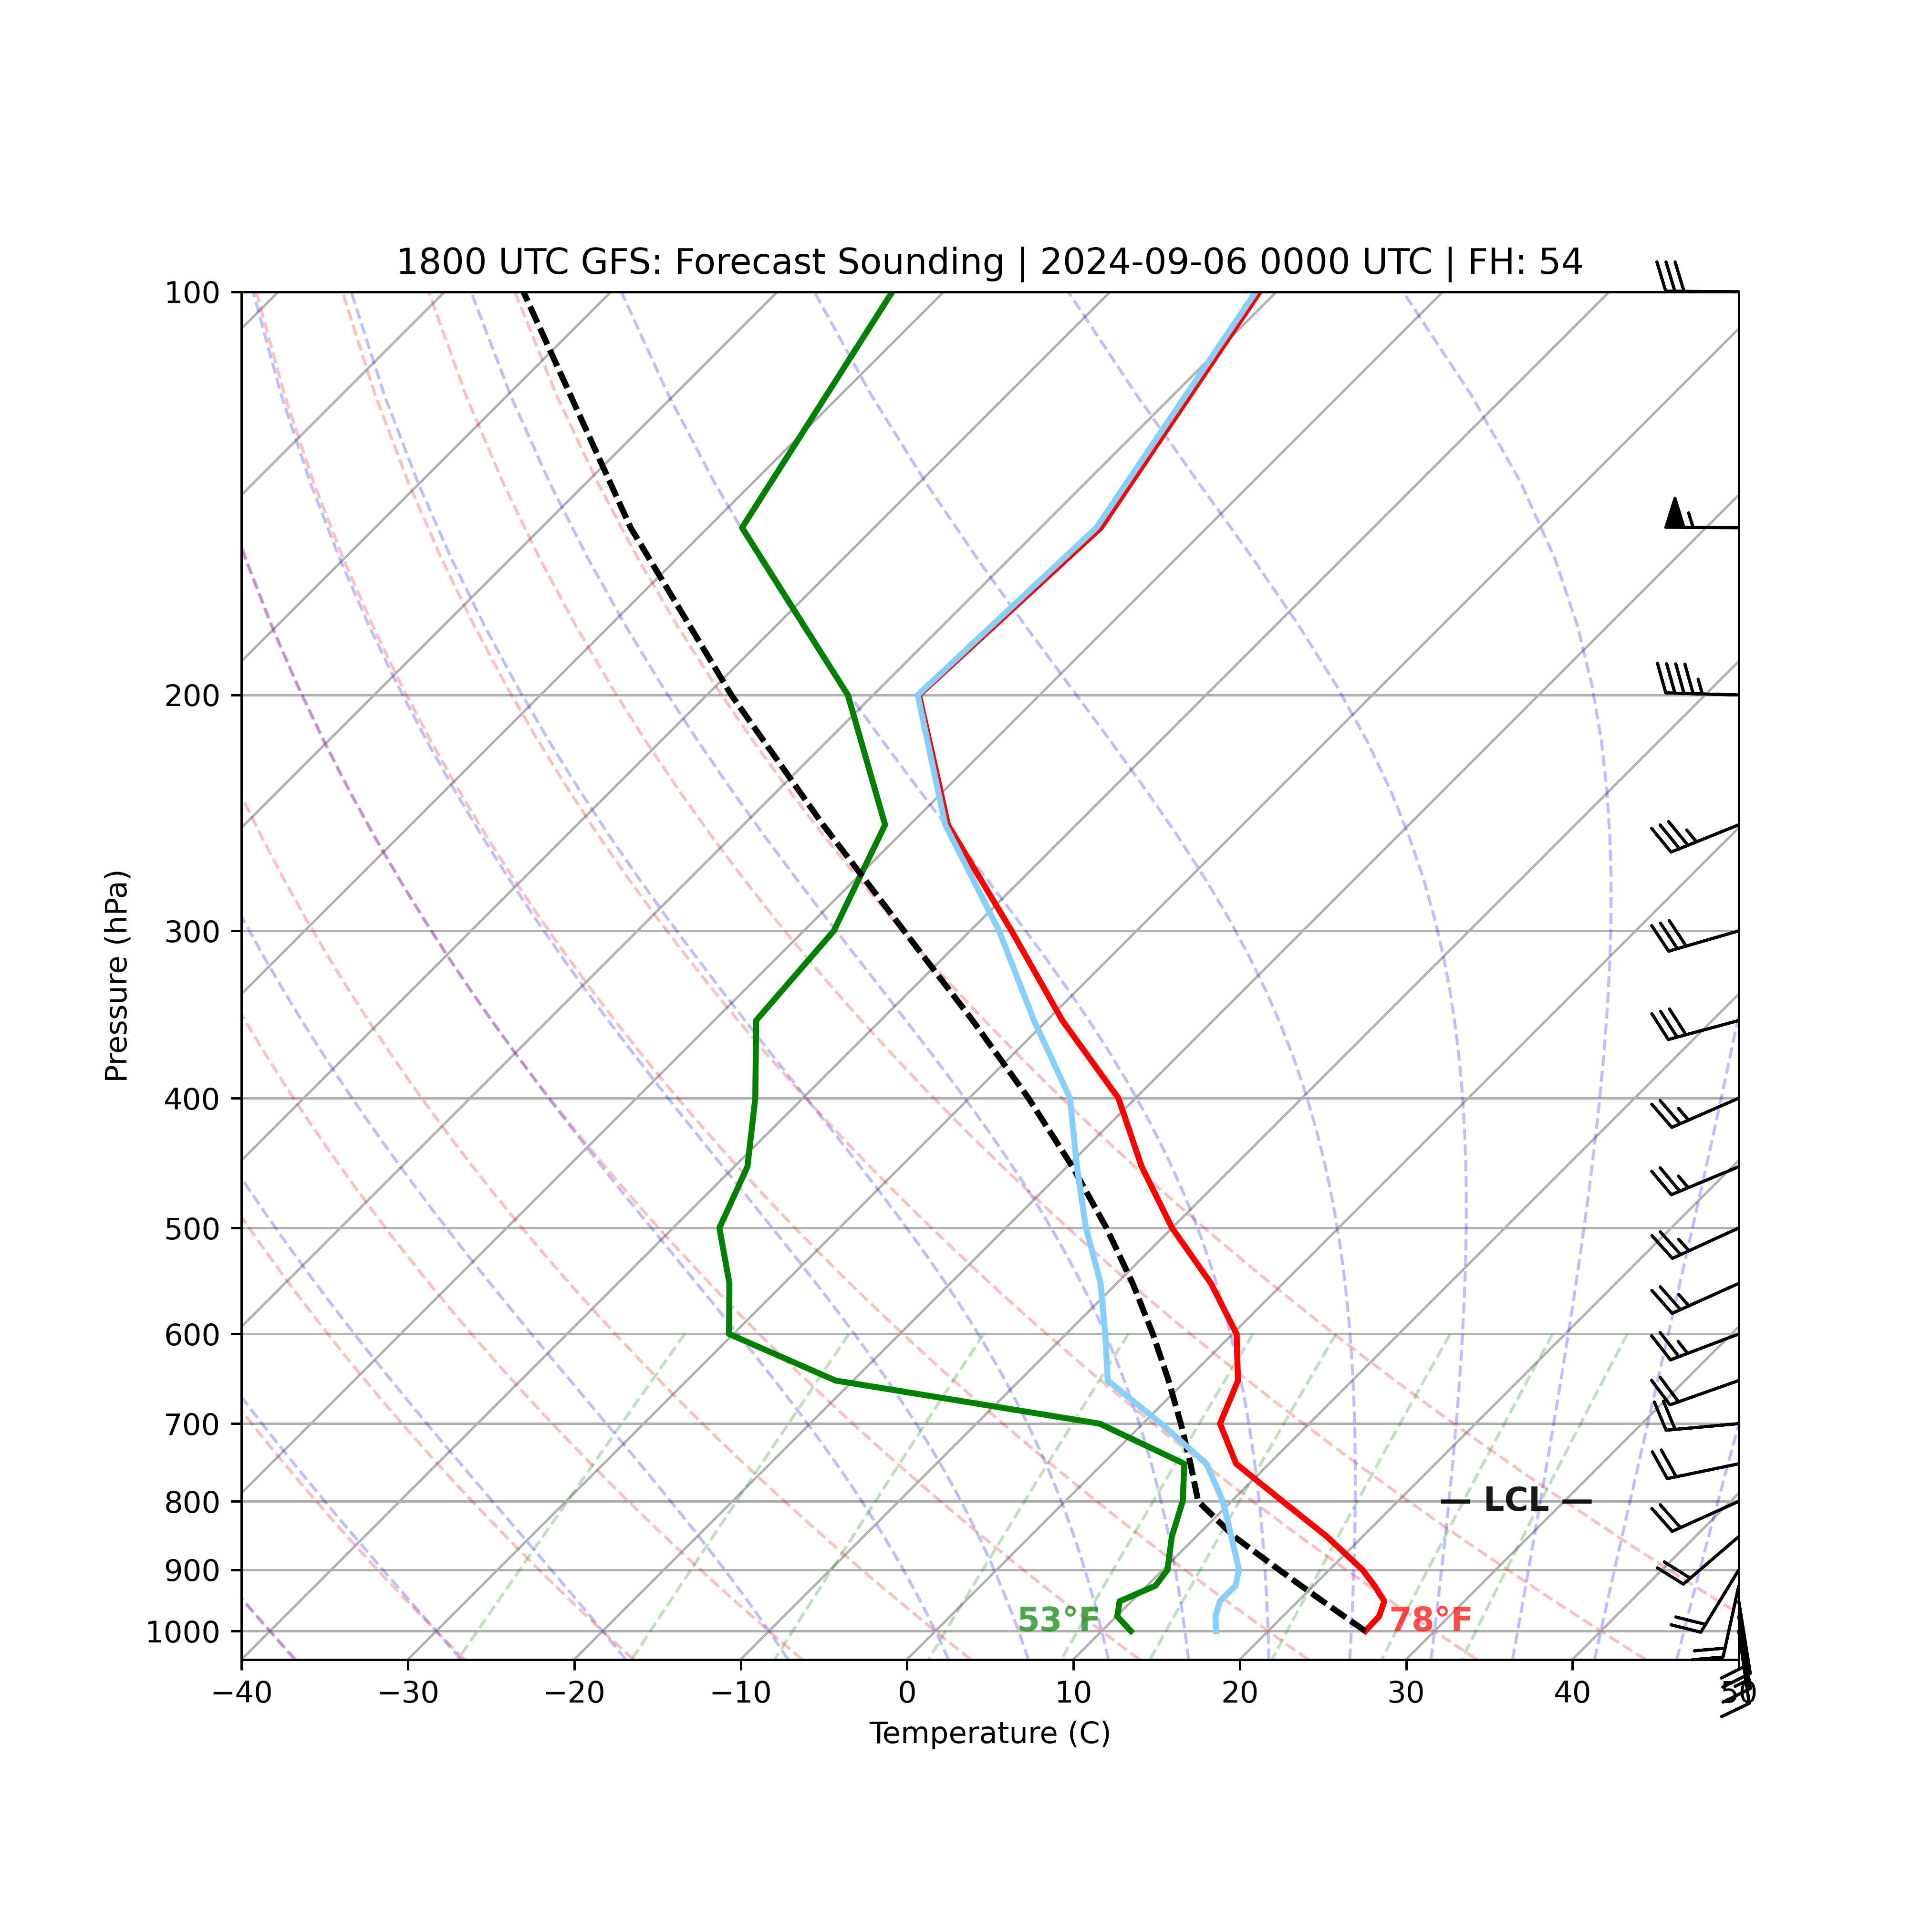 1800 UTC GFS: Forecast Sounding | 2024-09-06 0000 UTC | FH: 54
100
200
300
400
500
600
700
800
900
1000
Pressure (hPa)
LCL
53°F
78°F
−40 −30 −20 −10 0 10 20 30 40 50
Temperature (C)